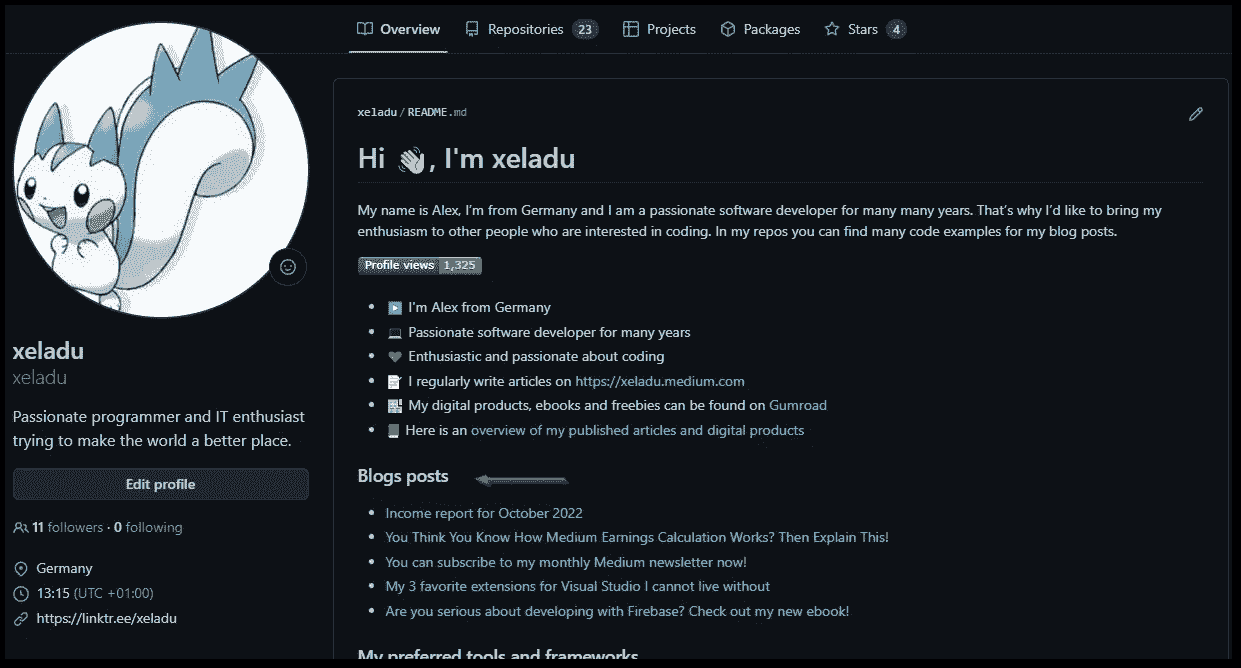 Overview Repositories 23 Projects Packages Stars 4
xeladu/README.md
Hi 👋, I'm xeladu
My name is Alex, I'm from Germany and I am a passionate software developer for many many years. That's why I'd like to bring my
enthusiasm to other people who are interested in coding. In my repos you can find many code examples for my blog posts.
Profile views 1,325
I'm Alex from Germany
Passionate software developer for many years
Enthusiastic and passionate about coding
I regularly write articles on https://xeladu.medium.com
My digital products, ebooks and freebies can be found on Gumroad
Here is an overview of my published articles and digital products
Blogs posts
Income report for October 2022
You Think You Know How Medium Earnings Calculation Works? Then Explain This!
You can subscribe to my monthly Medium newsletter now!
My 3 favorite extensions for Visual Studio I cannot live without
Are you serious about developing with Firebase? Check out my new ebook!
My preferred tools and frameworks
xeladu
xeladu
Passionate programmer and IT enthusiast
trying to make the world a better place.
Edit profile
11 followers · 0 following
Germany
13:15 (UTC +01:00)
https://linktr.ee/xeladu